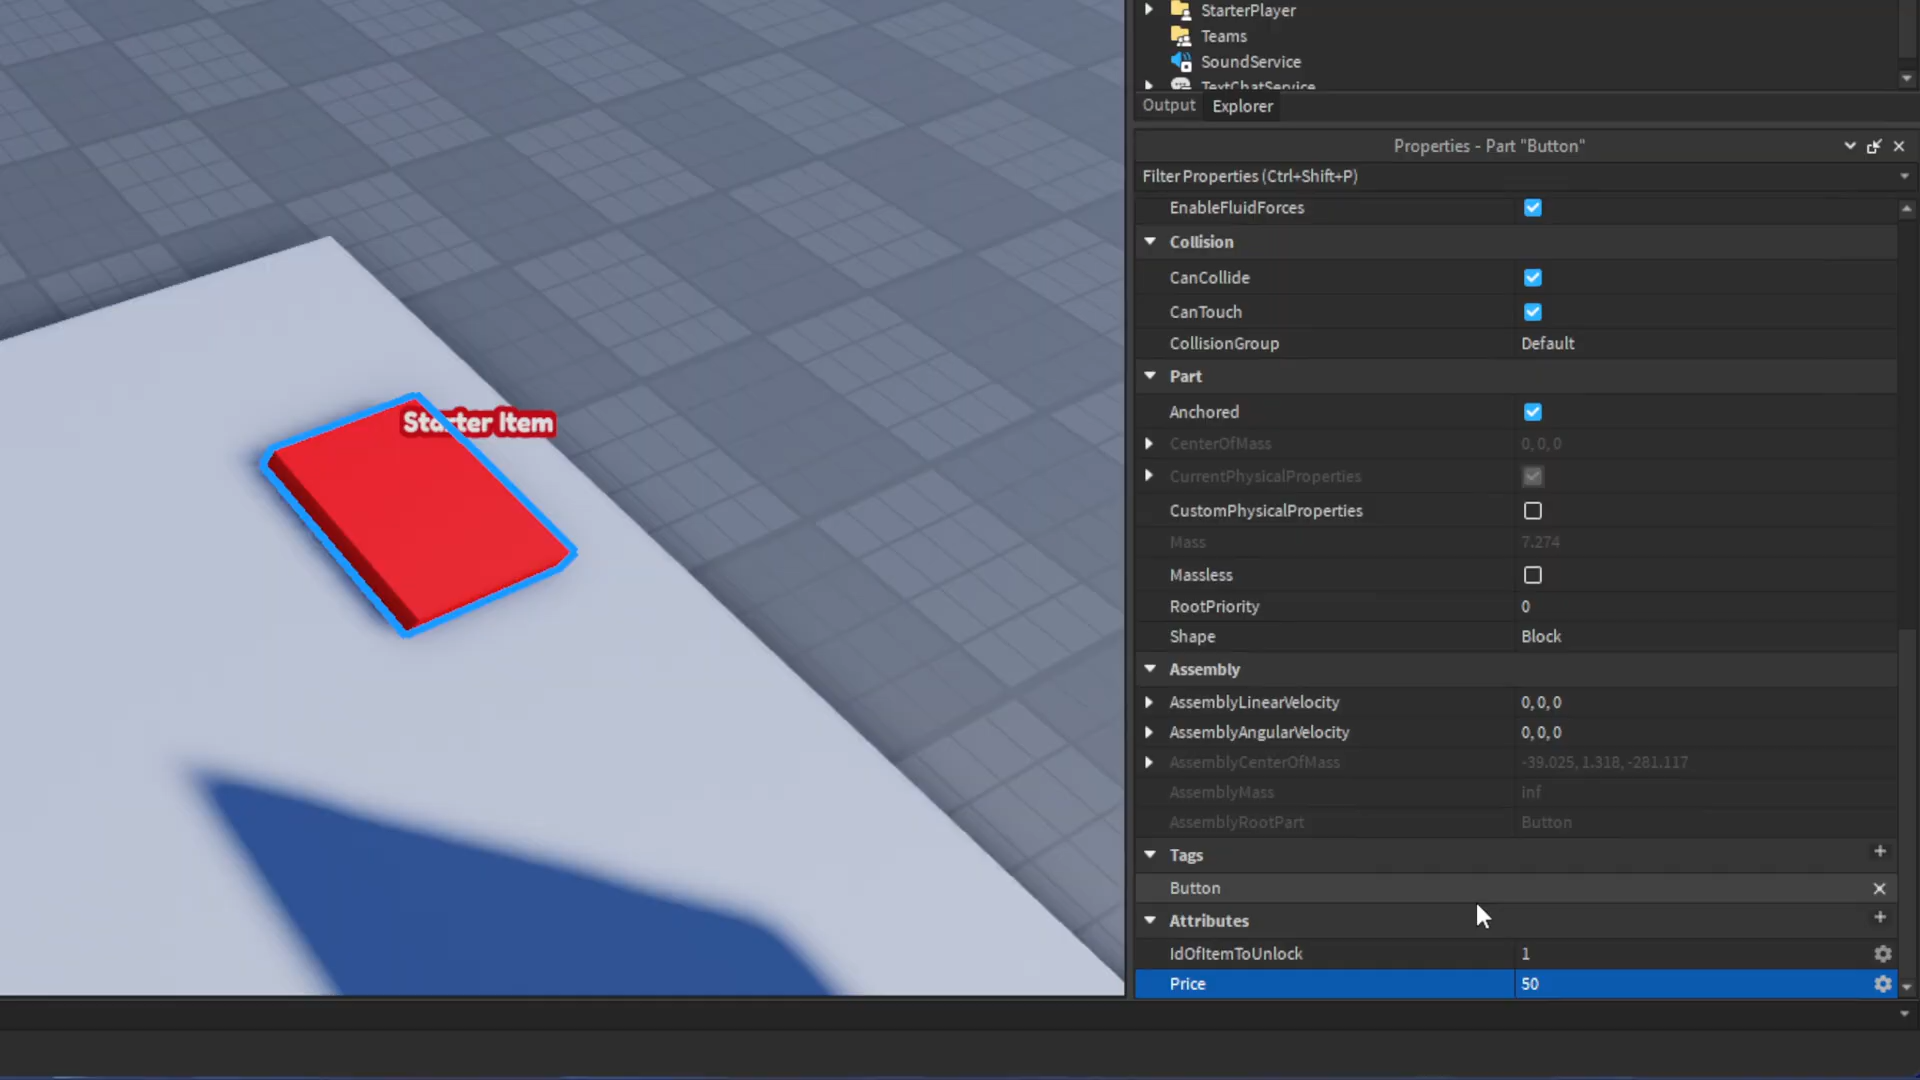 StarterPlayer
Teams
SoundService
TextChatService
Output Explorer
Properties - Part "Button"
Filter Properties (Ctrl+Shift+P)
EnableFluidForces
Collision
CanCollide
CanTouch
CollisionGroup Default
Part
Anchored
CenterOfMass 0, 0, 0
CurrentPhysicalProperties
CustomPhysicalProperties
Mass 7.274
Massless
RootPriority 0
Shape Block
Assembly
AssemblyLinearVelocity 0, 0, 0
AssemblyAngularVelocity 0, 0, 0
AssemblyCenterOfMass -39.025, 1.318, -281.117
AssemblyMass inf
AssemblyRootPart Button
Tags
Button
Attributes
IdOfItemToUnlock 1
Price 50
Starter Item